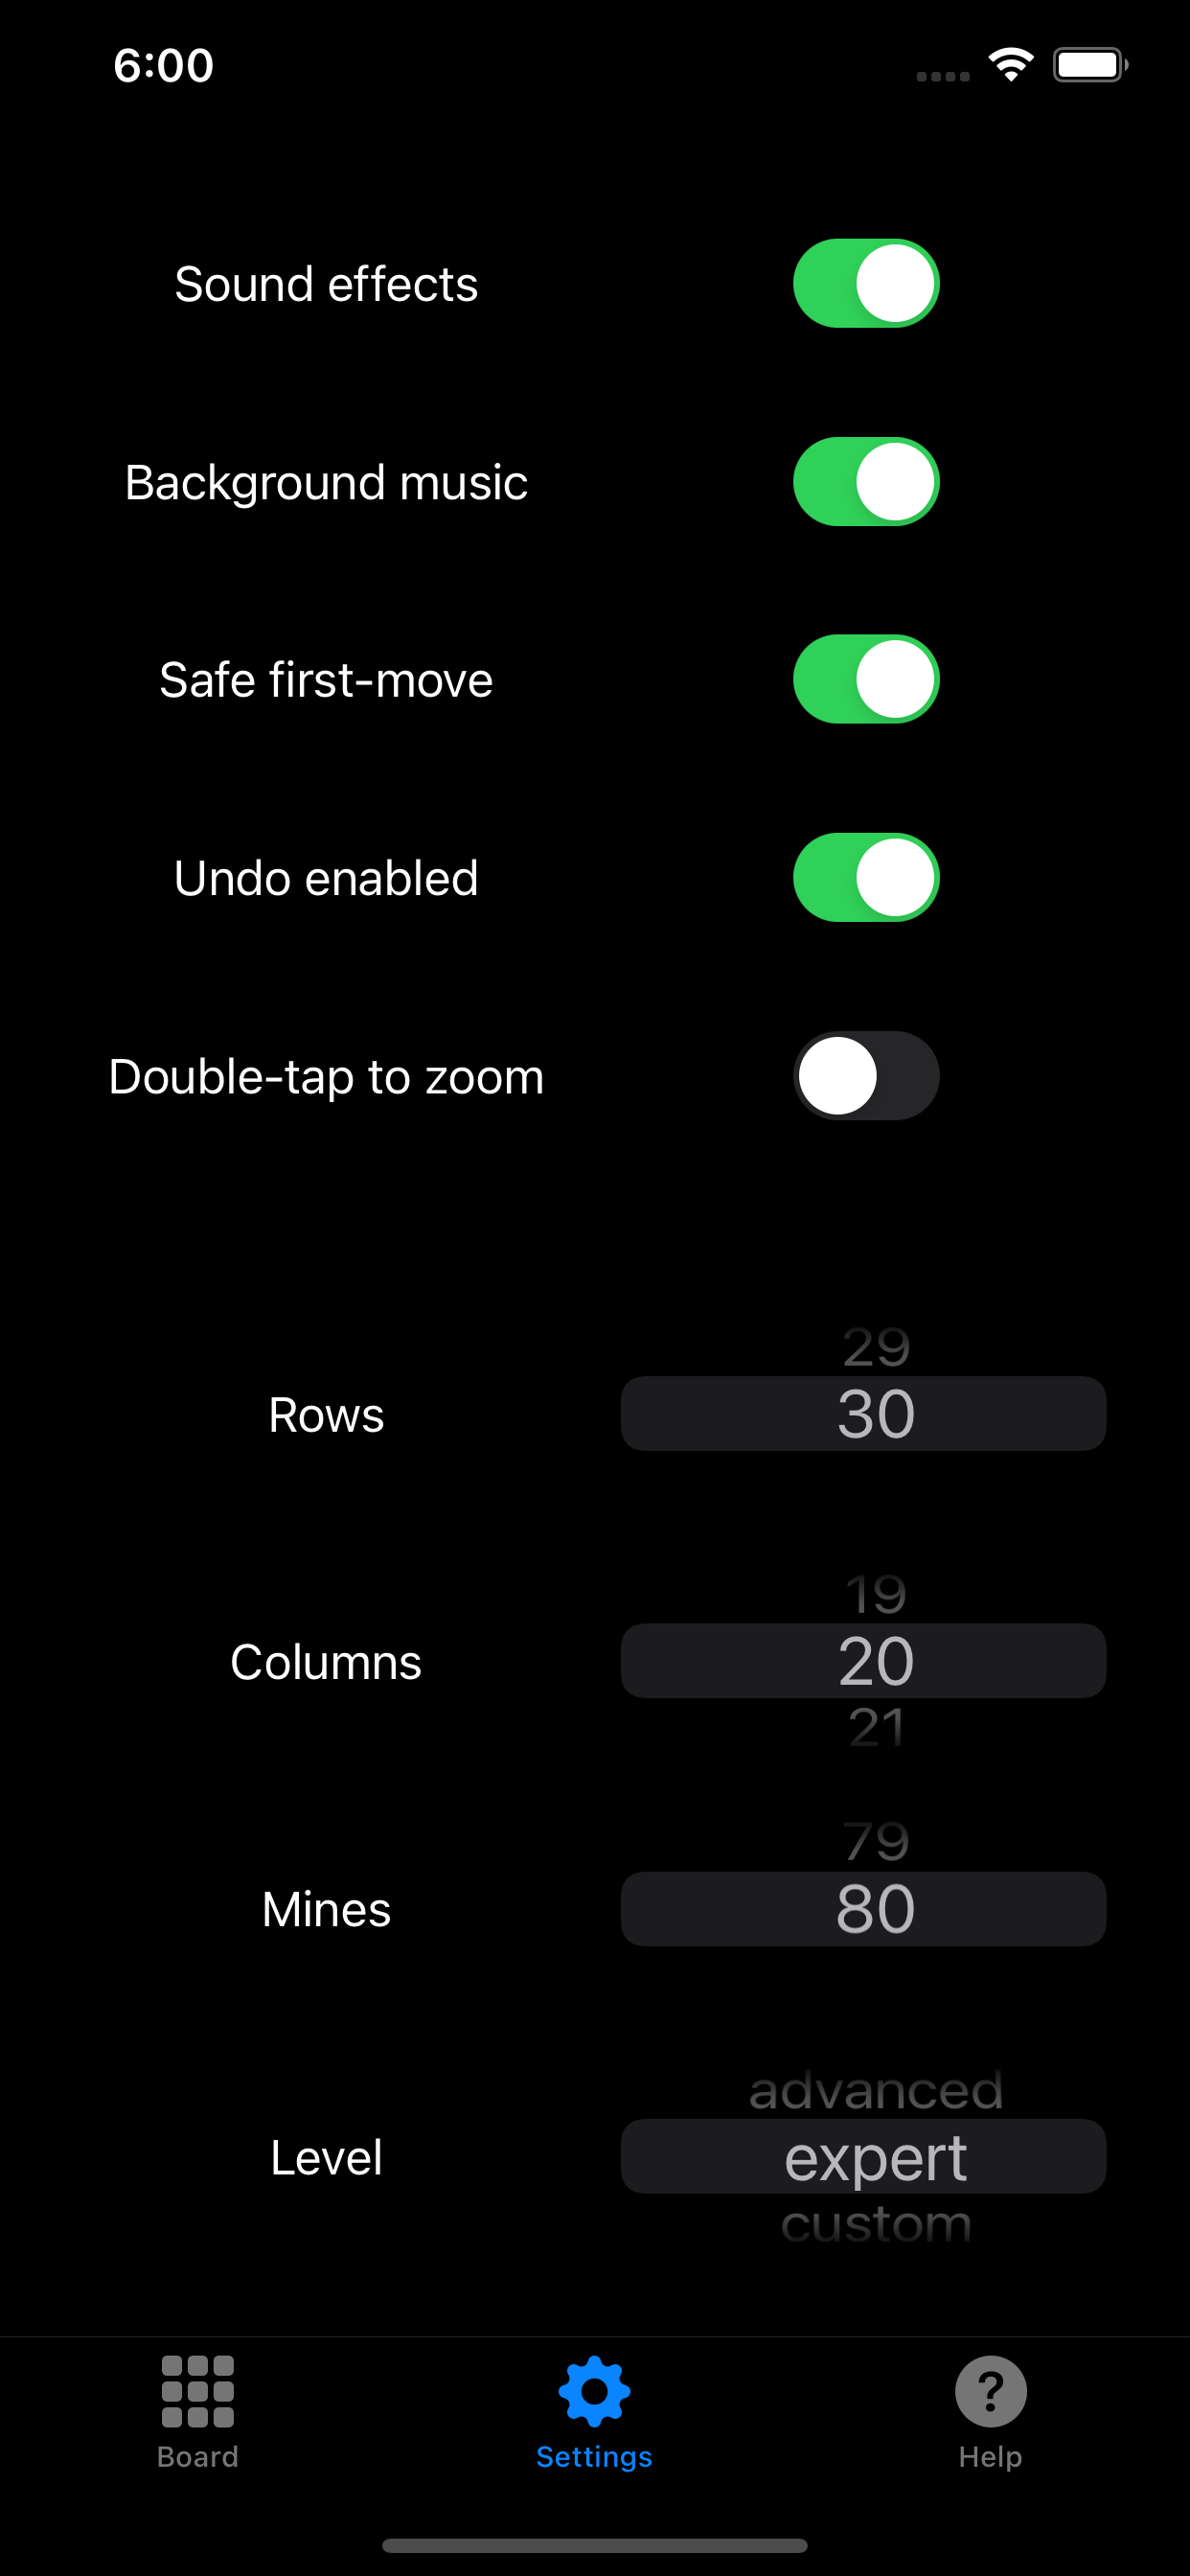 6:00
Sound effects
Background music
Safe first-move
Undo enabled
Double-tap to zoom
29
Rows 30
19
Columns 20
21
79
Mines 80
advanced
Level expert
custom
Board Settings Help